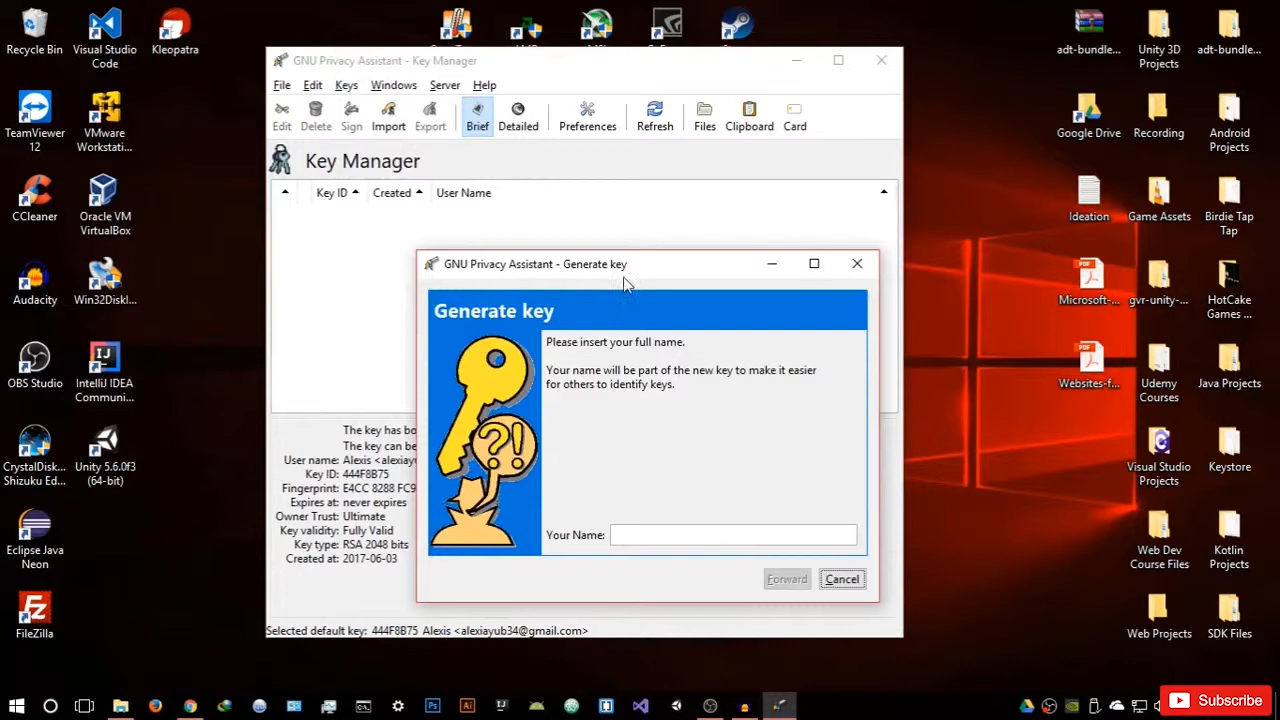 Recycle Bin
Visual Studio
Code
Kleopatra
TeamViewer
12
VMware
Workstati...
CCleaner
Oracle VM
VirtualBox
Audacity
Win32Diskl...
OBS Studio
IntelliJ IDEA
Communi...
CrystalDisk...
Shizuku Ed...
Unity 5.6.0f3
(64-bit)
Eclipse Java
Neon
FileZilla
GNU Privacy Assistant - Key Manager
File Edit Keys Windows Server Help
Edit Delete Sign Import Export Brief Detailed Preferences Refresh Files Clipboard Card
Key Manager
Key ID Created User Name
GNU Privacy Assistant - Generate key
Generate key
Please insert your full name.
Your name will be part of the new key to make it easier
for others to identify keys.
Your Name:
Forward Cancel
The key has bo
The key can be
User name: Alexis <alexiayu
Key ID: 444F8B75
Fingerprint: E4CC 8288 FC9
Expires at: never expires
Owner Trust: Ultimate
Key validity: Fully Valid
Key type: RSA 2048 bits
Created at: 2017-06-03
Selected default key: 444F8B75 Alexis <alexiayub34@gmail.com>
adt-bundle...
Unity 3D
Projects
adt-bundle...
Google Drive
Recording
Android
Projects
Ideation
Game Assets
Birdie Tap
Tap
PDF
Microsoft-...
gvr-unity-...
HotCake
Games ...
PDF
Websites-f...
Udemy
Courses
Java Projects
Visual Studio
Projects
Keystore
Web Dev
Course Files
Kotlin
Projects
Web Projects
SDK Files
Ps
Ai
IJ
Subscribe